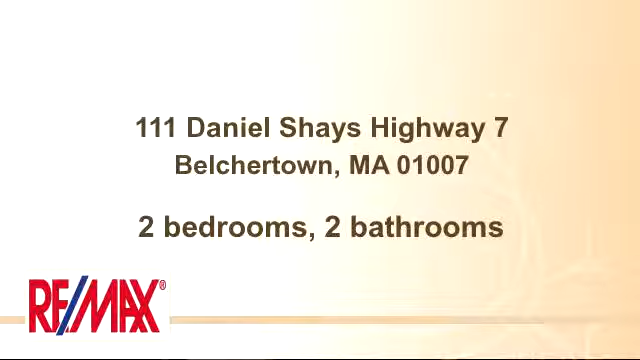 111 Daniel Shays Highway 7
Belchertown, MA 01007
2 bedrooms, 2 bathrooms
RE/MAX®